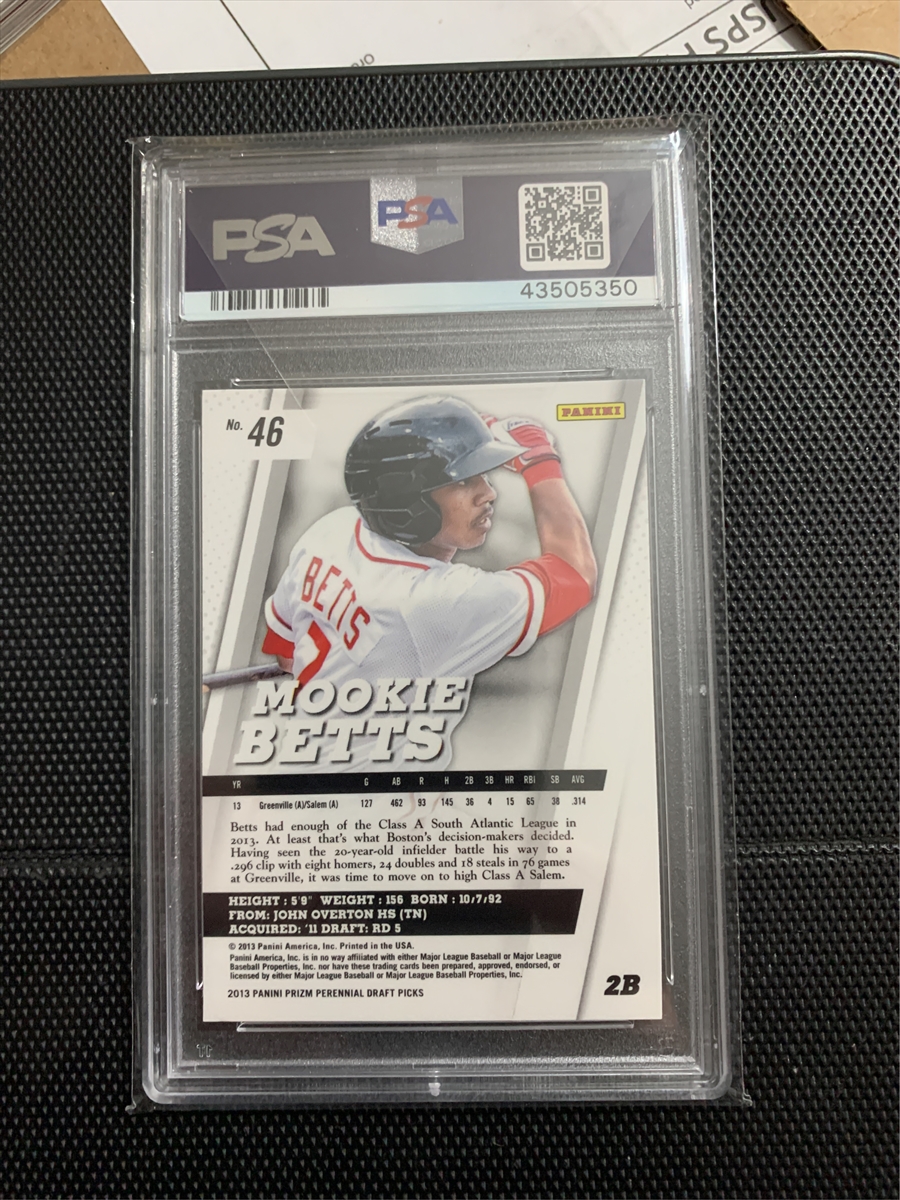 USPS
PSA
PSA
43505350
No. 46
PANINI
BETTS
7
MOOKIE
BETTS
YR G AB R H 2B 3B HR RBI SB AVG
13 Greenville (A)/Salem (A) 127 462 93 145 36 4 15 65 38 .314
Betts had enough of the Class A South Atlantic League in
2013. At least that's what Boston's decision-makers decided.
Having seen the 20-year-old infielder battle his way to a
.296 clip with eight homers, 24 doubles and 18 steals in 76 games
at Greenville, it was time to move on to high Class A Salem.
HEIGHT : 5'9" WEIGHT : 156 BORN : 10/7/92
FROM: JOHN OVERTON HS (TN)
ACQUIRED: '11 DRAFT: RD 5
© 2013 Panini America, Inc. Printed in the USA.
Panini America, Inc. is in no way affiliated with either Major League Baseball or Major League
Baseball Properties, Inc. nor have these trading cards been prepared, approved, endorsed, or
licensed by either Major League Baseball or Major League Baseball Properties, Inc.
2013 PANINI PRIZM PERENNIAL DRAFT PICKS
2B